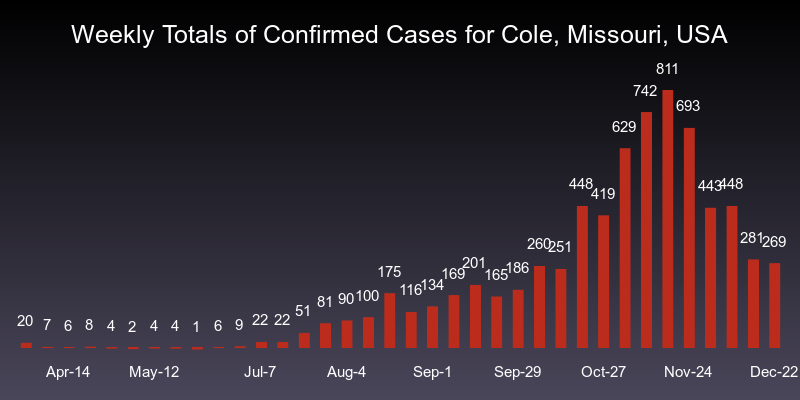 Weekly Totals of Confirmed Cases for Cole, Missouri, USA
20 7 6 8 4 2 4 4 1 6 9 22 22 51 81 90 100 175 116 134 169 201 165 186 260 251 448 419 629 742 811 693 443 448 281 269
Apr-14 May-12 Jul-7 Aug-4 Sep-1 Sep-29 Oct-27 Nov-24 Dec-22